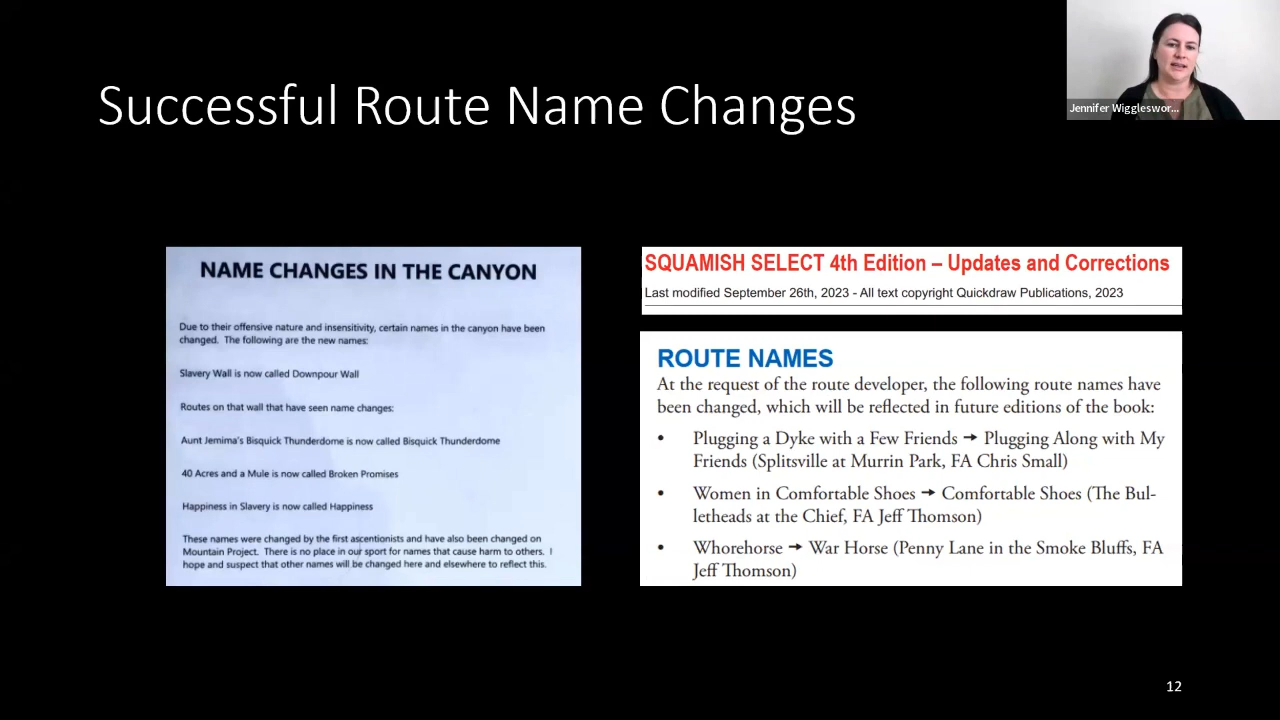 Successful Route Name Changes
Jennifer Wiggleswor...
NAME CHANGES IN THE CANYON
Due to their offensive nature and insensitivity, certain names in the canyon have been
changed. The following are the new names:
Slavery Wall is now called Downpour Wall
Routes on that wall that have seen name changes:
Aunt Jemima's Bisquick Thunderdome is now called Bisquick Thunderdome
40 Acres and a Mule is now called Broken Promises
Happiness in Slavery is now called Happiness
These names were changed by the first ascentionists and have also been changed on
Mountain Project. There is no place in our sport for names that cause harm to others. I
hope and suspect that other names will be changed here and elsewhere to reflect this.
SQUAMISH SELECT 4th Edition – Updates and Corrections
Last modified September 26th, 2023 - All text copyright Quickdraw Publications, 2023
ROUTE NAMES
At the request of the route developer, the following route names have
been changed, which will be reflected in future editions of the book:
• Plugging a Dyke with a Few Friends → Plugging Along with My
Friends (Splitsville at Murrin Park, FA Chris Small)
• Women in Comfortable Shoes → Comfortable Shoes (The Bul-
letheads at the Chief, FA Jeff Thomson)
• Whorehorse → War Horse (Penny Lane in the Smoke Bluffs, FA
Jeff Thomson)
12